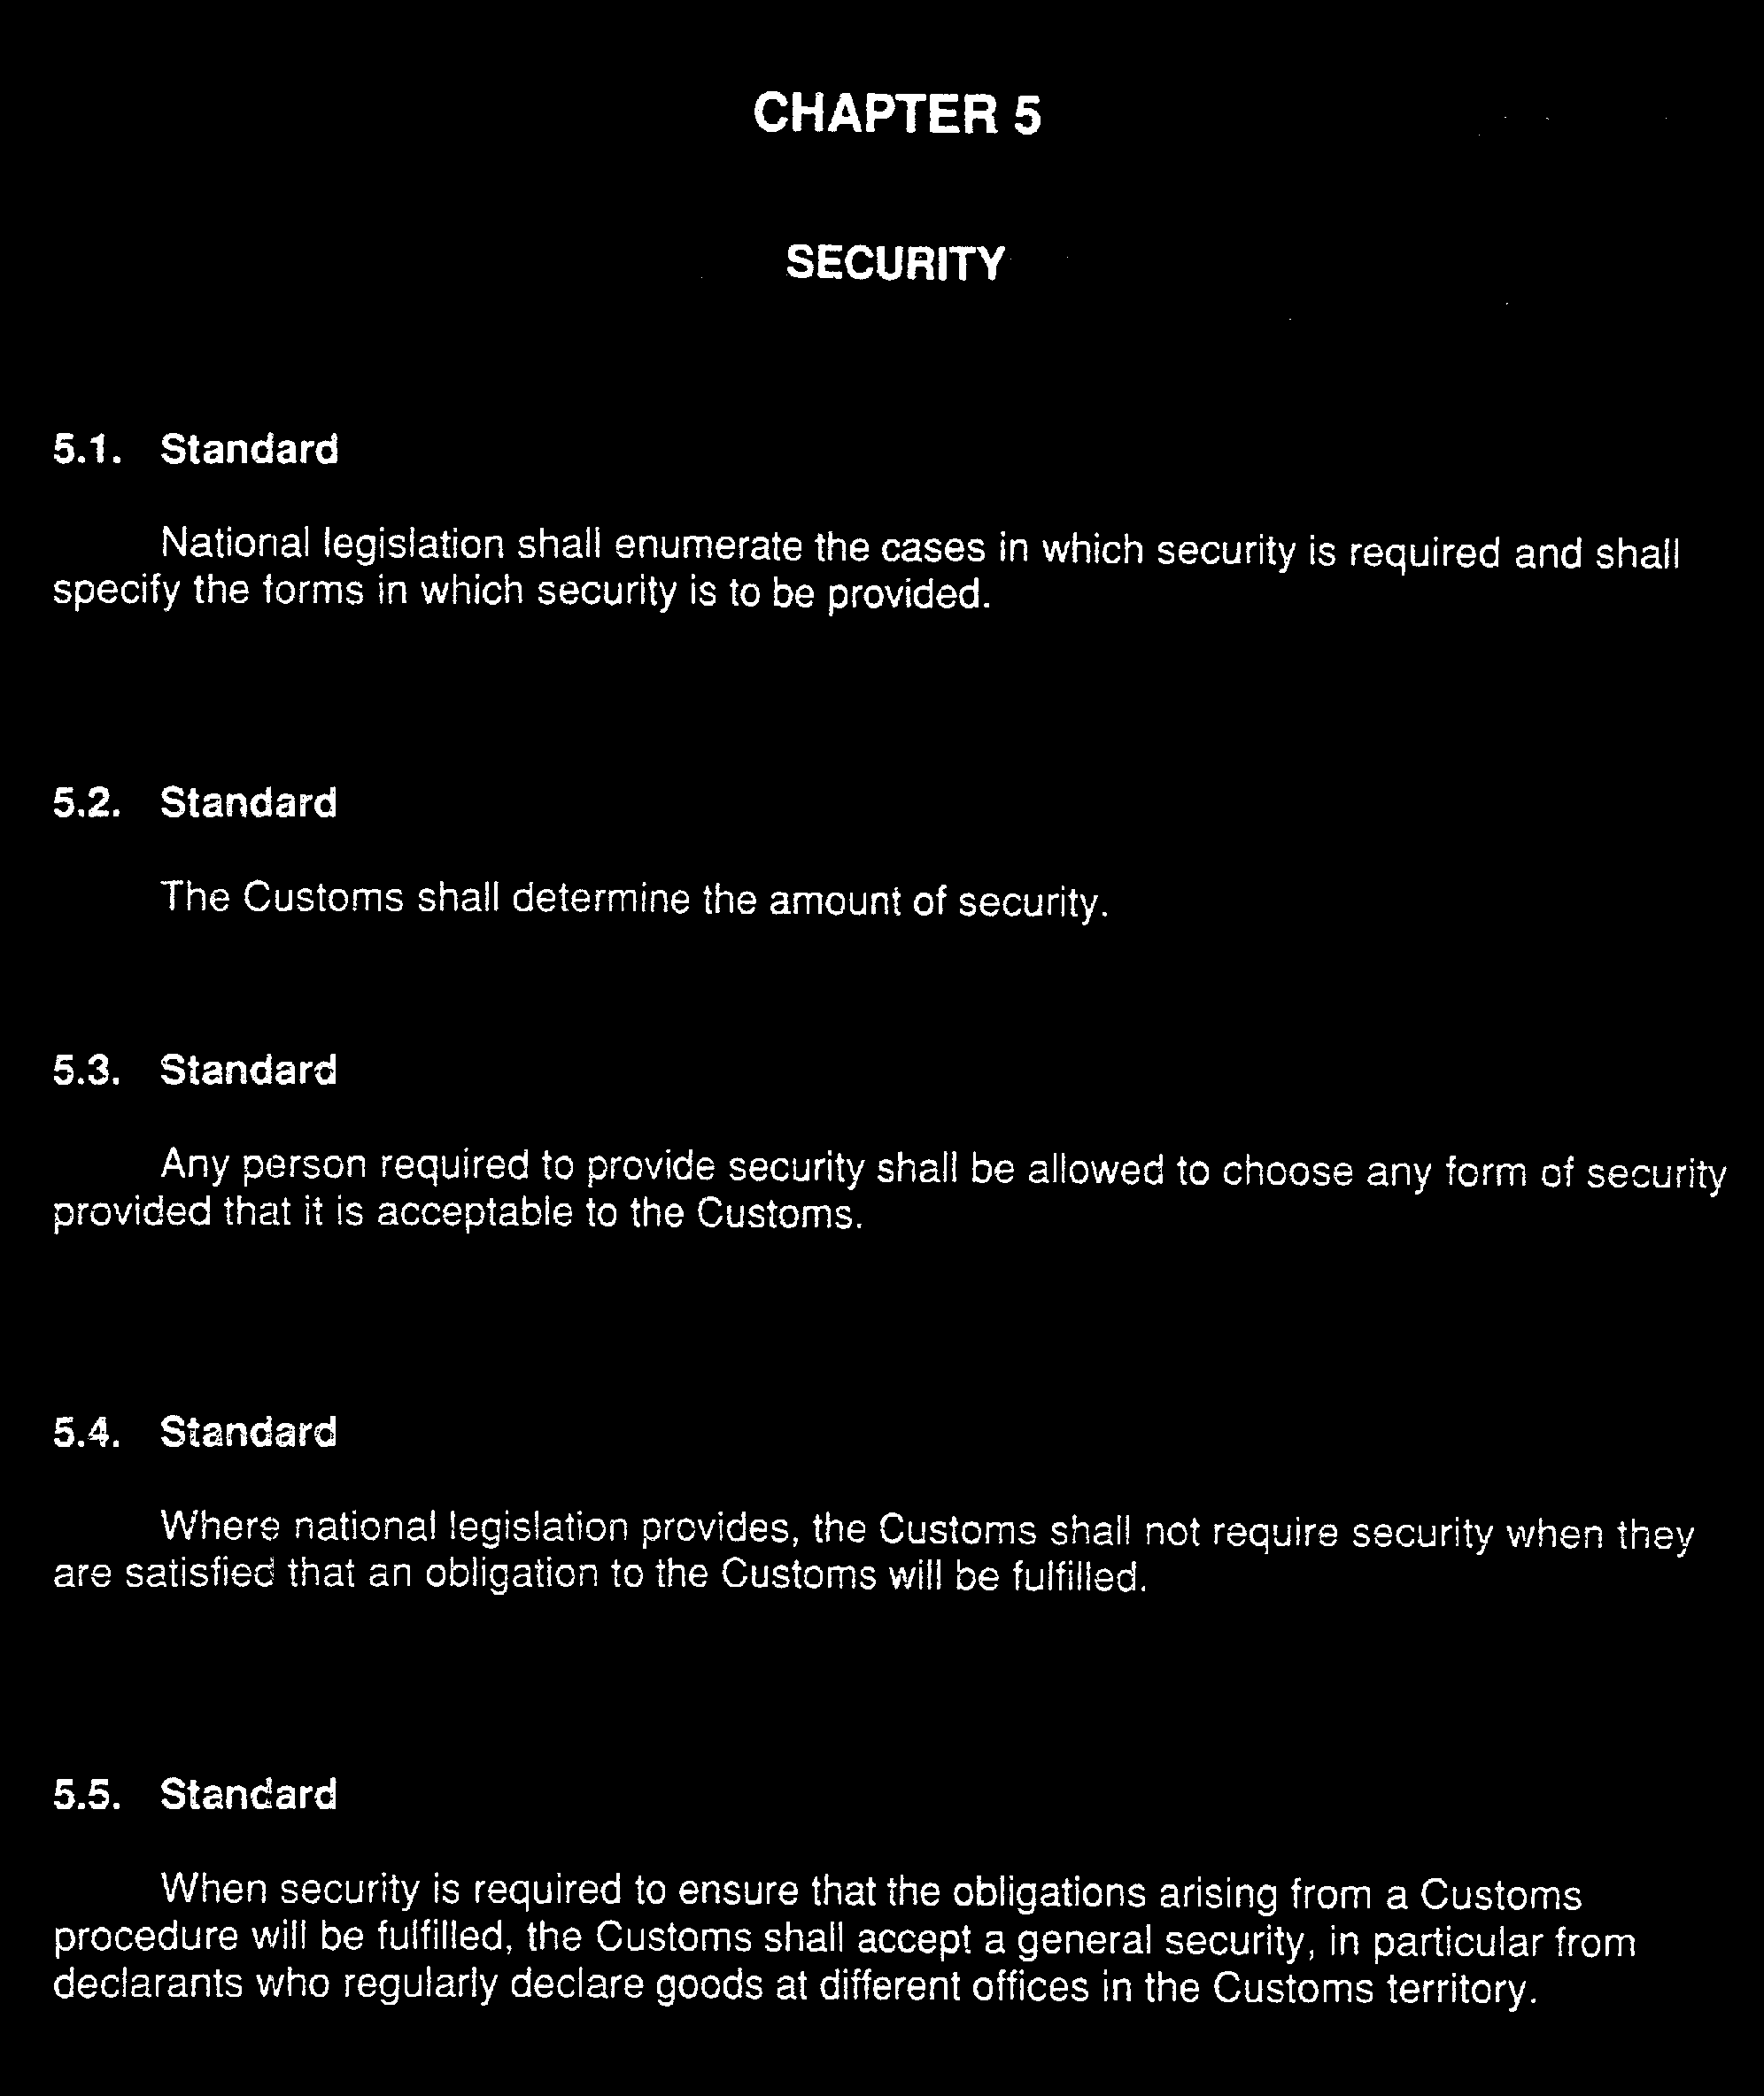 CHAPTER 5
SECURITY
5.1. Standard
National legislation shall enumerate the cases in which security is required and shall
specify the forms in which security is to be provided.
5.2. Standard
The Customs shall determine the amount of security.
5.3. Standard
Any person required to provide security shall be allowed to choose any form of security
provided that it is acceptable to the Customs.
5.4. Standard
Where national legislation provides, the Customs shall not require security when they
are satisfied that an obligation to the Customs will be fulfilled.
5.5. Standard
When security is required to ensure that the obligations arising from a Customs
procedure will be fulfilled, the Customs shall accept a general security, in particular from
declarants who regularly declare goods at different offices in the Customs territory.